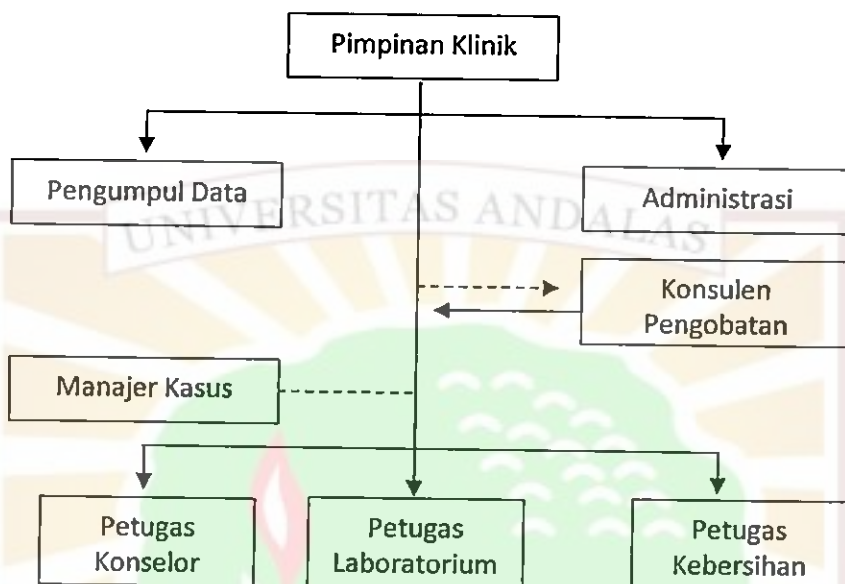 Pimpinan Klinik
Pengumpul Data
Administrasi
UNIVERSITAS ANDALAS
Konsulen
Pengobatan
Manajer Kasus
Petugas
Konselor
Petugas
Laboratorium
Petugas
Kebersihan